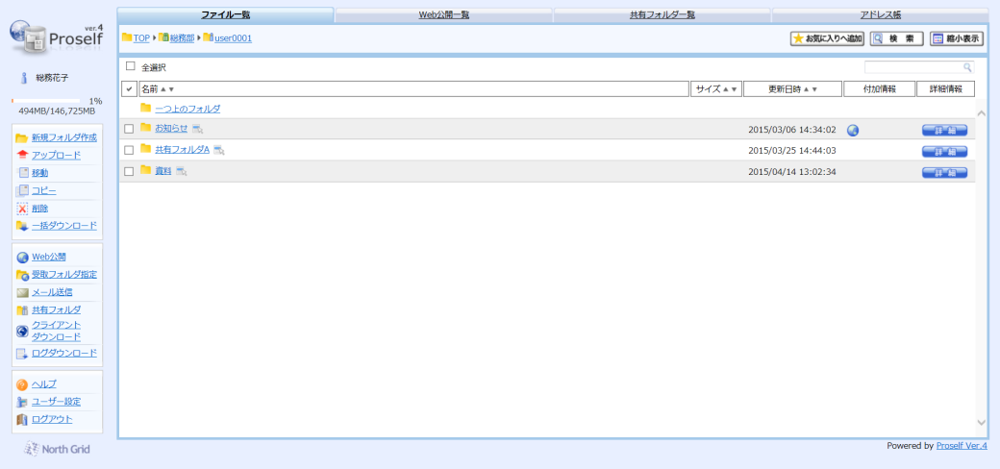 ファイル一覧
Web公開一覧
共有フォルダ一覧
アドレス帳
ver.4
Proself
TOP
総務部
user0001
お気に入りへ追加
検 索
縮小表示
総務花子
1%
494MB/146,725MB
新規フォルダ作成
アップロード
移動
コピー
削除
一括ダウンロード
Web公開
受取フォルダ指定
メール送信
共有フォルダ
クライアント
ダウンロード
ログダウンロード
ヘルプ
ユーザー設定
ログアウト
North Grid
全選択
名前 ▲ ▼
サイズ ▲ ▼
更新日時 ▲ ▼
付加情報
詳細情報
一つ上のフォルダ
お知らせ
2015/03/06 14:34:02
詳 細
共有フォルダA
2015/03/25 14:44:03
詳 細
資料
2015/04/14 13:02:34
詳 細
Powered by Proself Ver.4